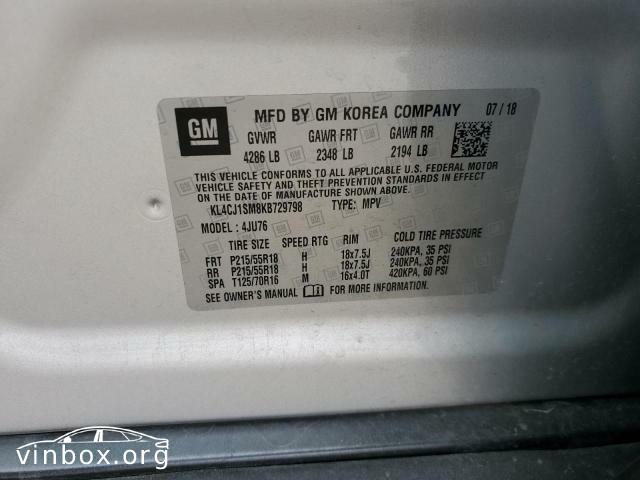 GM
MFD BY GM KOREA COMPANY 07/18
GVWR GAWR FRT GAWR RR
4286 LB 2348 LB 2194 LB
THIS VEHICLE CONFORMS TO ALL APPLICABLE U.S. FEDERAL MOTOR
VEHICLE SAFETY AND THEFT PREVENTION STANDARDS IN EFFECT
ON THE DATE OF MANUFACTURE SHOWN ABOVE.
KL4CJ1SM8KB729798 TYPE: MPV
MODEL: 4JU76
TIRE SIZE SPEED RTG RIM COLD TIRE PRESSURE
FRT P215/55R18 H 18x7.5J 240KPA, 35 PSI
RR P215/55R18 H 18x7.5J 240KPA, 35 PSI
SPA T125/70R16 M 16x4.0T 420KPA, 60 PSI
SEE OWNER'S MANUAL FOR MORE INFORMATION.
vinbox.org